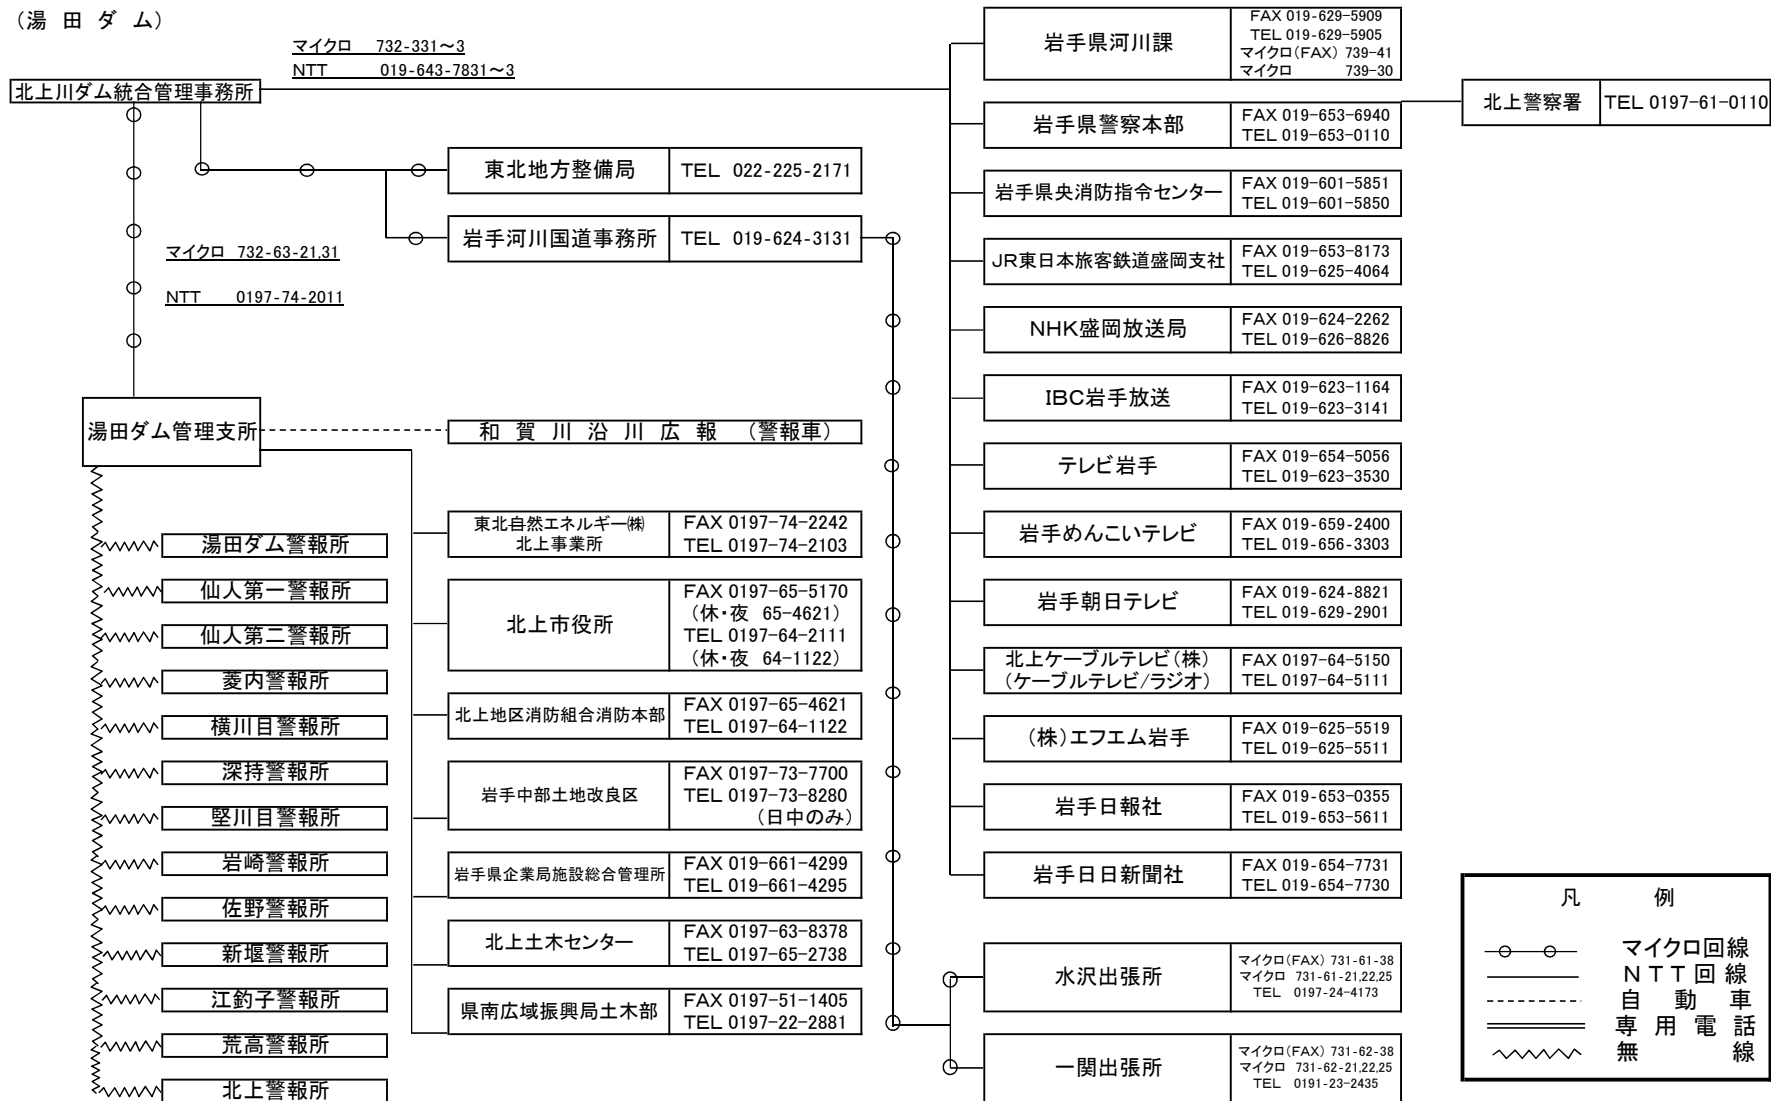 (湯 田 ダ ム)
マイクロ 732-331～3
NTT 019-643-7831～3
北上川ダム統合管理事務所
東北地方整備局 TEL 022-225-2171
岩手河川国道事務所 TEL 019-624-3131
マイクロ 732-63-21,31
NTT 0197-74-2011
湯田ダム管理支所
和 賀 川 沿 川 広 報 (警報車)
湯田ダム警報所
仙人第一警報所
仙人第二警報所
菱内警報所
横川目警報所
深持警報所
堅川目警報所
岩崎警報所
佐野警報所
新堰警報所
江釣子警報所
荒高警報所
北上警報所
東北自然エネルギー㈱
北上事業所
FAX 0197-74-2242
TEL 0197-74-2103
北上市役所
FAX 0197-65-5170
(休・夜 65-4621)
TEL 0197-64-2111
(休・夜 64-1122)
北上地区消防組合消防本部
FAX 0197-65-4621
TEL 0197-64-1122
岩手中部土地改良区
FAX 0197-73-7700
TEL 0197-73-8280
(日中のみ)
岩手県企業局施設総合管理所
FAX 019-661-4299
TEL 019-661-4295
北上土木センター
FAX 0197-63-8378
TEL 0197-65-2738
県南広域振興局土木部
FAX 0197-51-1405
TEL 0197-22-2881
岩手県河川課
FAX 019-629-5909
TEL 019-629-5905
マイクロ(FAX) 739-41
マイクロ 739-30
岩手県警察本部
FAX 019-653-6940
TEL 019-653-0110
北上警察署 TEL 0197-61-0110
岩手県央消防指令センター
FAX 019-601-5851
TEL 019-601-5850
JR東日本旅客鉄道盛岡支社
FAX 019-653-8173
TEL 019-625-4064
NHK盛岡放送局
FAX 019-624-2262
TEL 019-626-8826
IBC岩手放送
FAX 019-623-1164
TEL 019-623-3141
テレビ岩手
FAX 019-654-5056
TEL 019-623-3530
岩手めんこいテレビ
FAX 019-659-2400
TEL 019-656-3303
岩手朝日テレビ
FAX 019-624-8821
TEL 019-629-2901
北上ケーブルテレビ(株)
(ケーブルテレビ/ラジオ)
FAX 0197-64-5150
TEL 0197-64-5111
(株)エフエム岩手
FAX 019-625-5519
TEL 019-625-5511
岩手日報社
FAX 019-653-0355
TEL 019-653-5611
岩手日日新聞社
FAX 019-654-7731
TEL 019-654-7730
水沢出張所
マイクロ(FAX) 731-61-38
マイクロ 731-61-21,22,25
TEL 0197-24-4173
一関出張所
マイクロ(FAX) 731-62-38
マイクロ 731-62-21,22,25
TEL 0191-23-2435
凡 例
マイクロ回線
NTT回線
自 動 車
専 用 電 話
無 線